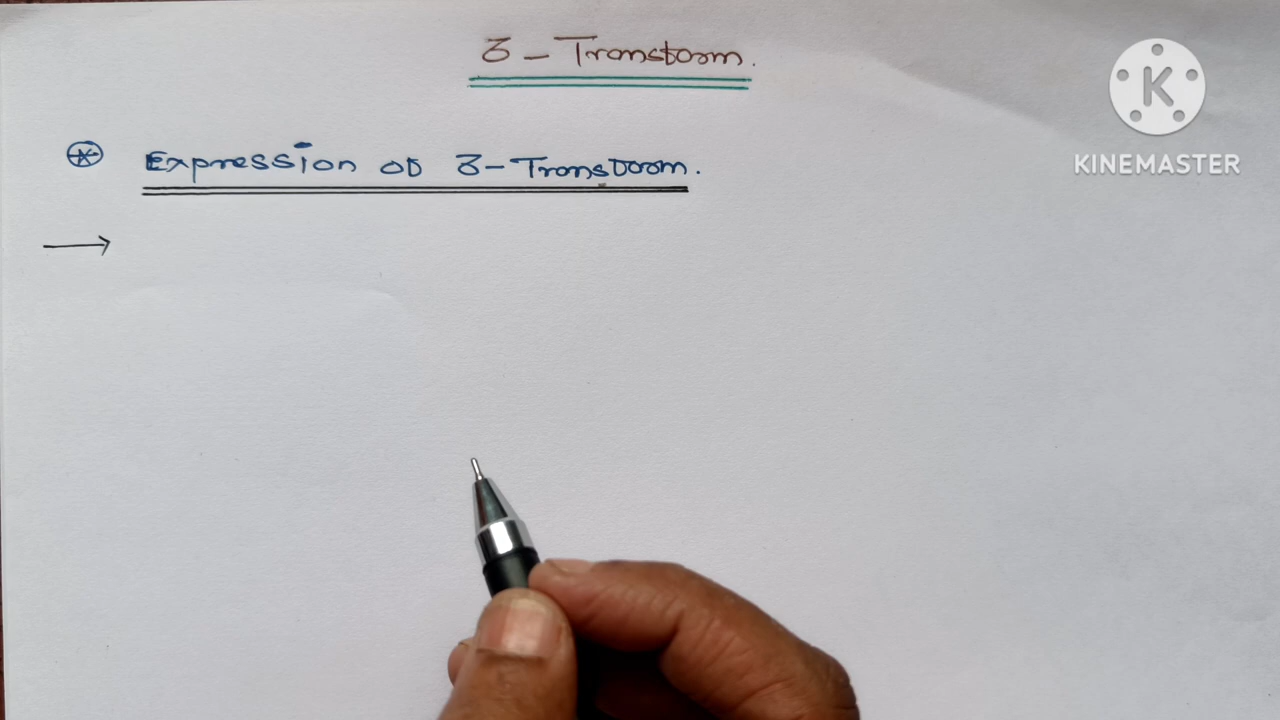 Z - Transform.
Expression of Z - Transform.
K
KINEMASTER